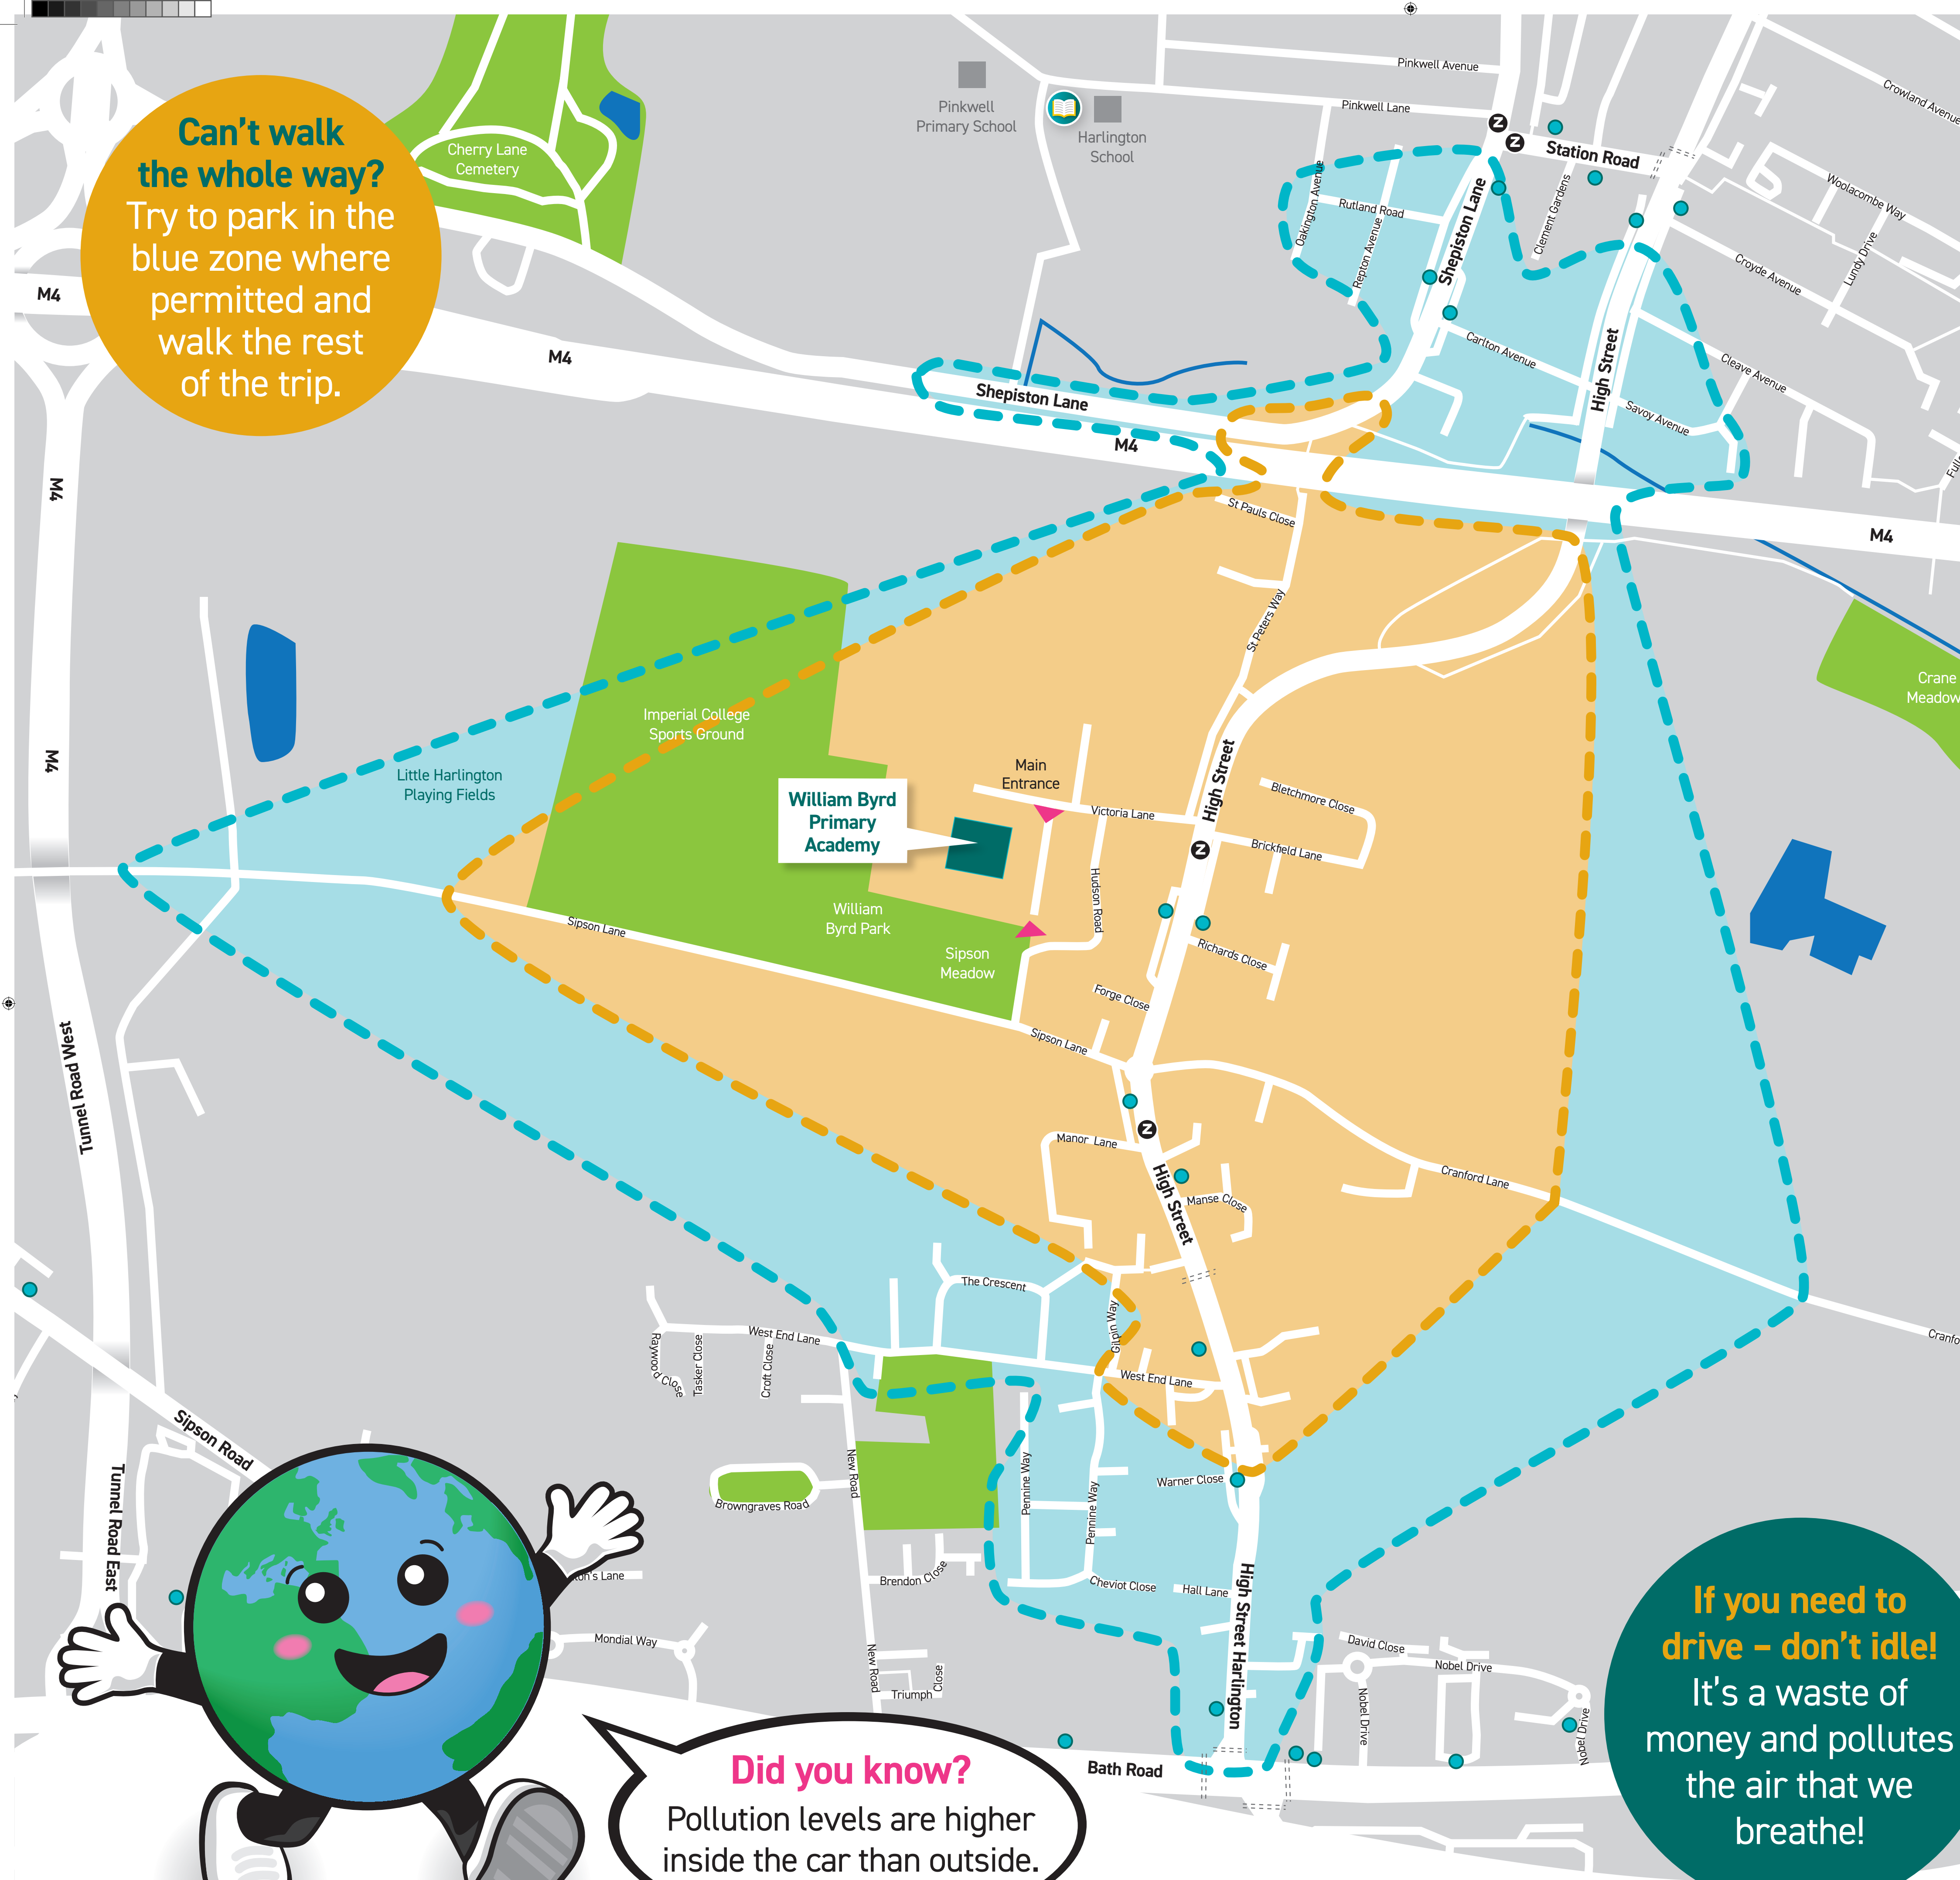 Can't walk
the whole way?
Try to park in the
blue zone where
permitted and
walk the rest
of the trip.
Cherry Lane
Cemetery
Pinkwell
Primary School
Harlington
School
Pinkwell Avenue
Pinkwell Lane
Crowland Avenue
Z
Z
Station Road
Oakington Avenue
Rutland Road
Repton Avenue
Shepiston Lane
Clement Gardens
Woolacombe Way
Lundy Drive
Croyde Avenue
M4
M4
Shepiston Lane
M4
Carlton Avenue
High Street
Cleave Avenue
Savoy Avenue
M4
M4
St Pauls Close
St Peters Way
Crane
Meadow
Imperial College
Sports Ground
Little Harlington
Playing Fields
M4
Main
Entrance
William Byrd
Primary
Academy
Victoria Lane
High Street
Bletchmore Close
Brickfield Lane
Z
Hudson Road
William
Byrd Park
Sipson Lane
Sipson
Meadow
Richards Close
Forge Close
Sipson Lane
Tunnel Road West
Z
Manor Lane
High Street
Manse Close
Cranford Lane
The Crescent
Gilpin Way
West End Lane
Raywood Close
Tasker Close
Croft Close
West End Lane
Cranfo
Sipson Road
Tunnel Road East
New Road
Browngraves Road
Pennine Way
Pennine Way
Warner Close
Brendon Close
Cheviot Close
Hall Lane
High Street Harlington
ton's Lane
Mondial Way
New Road
Triumph Close
David Close
Nobel Drive
Nobel Drive
Nobel Drive
Bath Road
Did you know?
Pollution levels are higher
inside the car than outside.
If you need to
drive – don't idle!
It's a waste of
money and pollutes
the air that we
breathe!